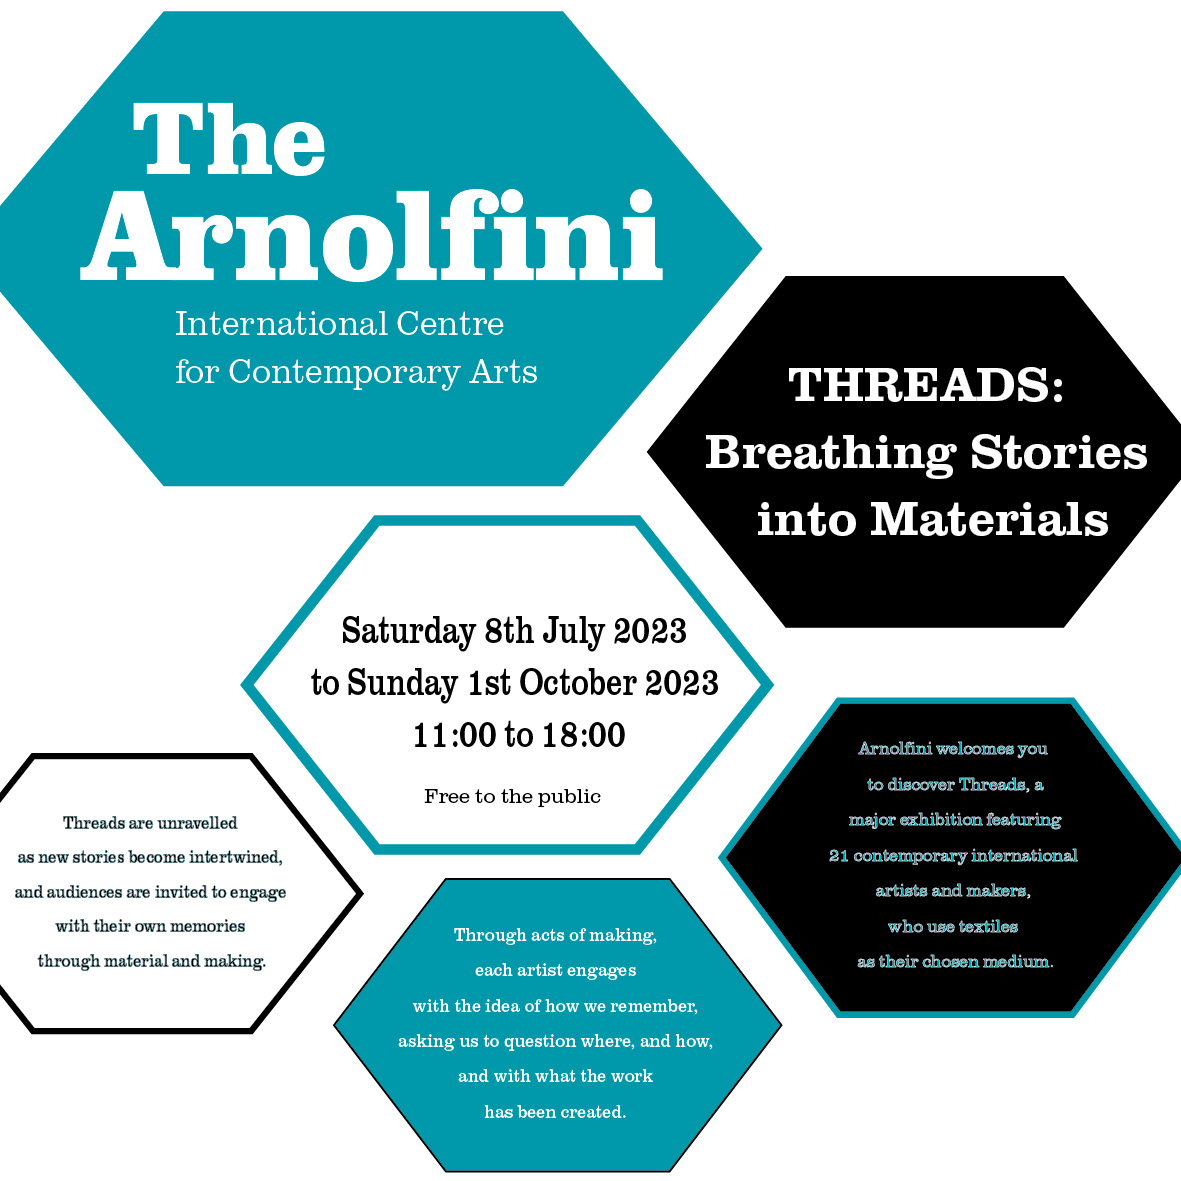 The
Arnolfini
International Centre
for Contemporary Arts
THREADS:
Breathing Stories
into Materials
Saturday 8th July 2023
to Sunday 1st October 2023
11:00 to 18:00
Free to the public
Arnolfini welcomes you
to discover Threads, a
major exhibition featuring
21 contemporary international
artists and makers,
who use textiles
as their chosen medium.
Threads are unravelled
as new stories become intertwined,
and audiences are invited to engage
with their own memories
through material and making.
Through acts of making,
each artist engages
with the idea of how we remember,
asking us to question where, and how,
and with what the work
has been created.